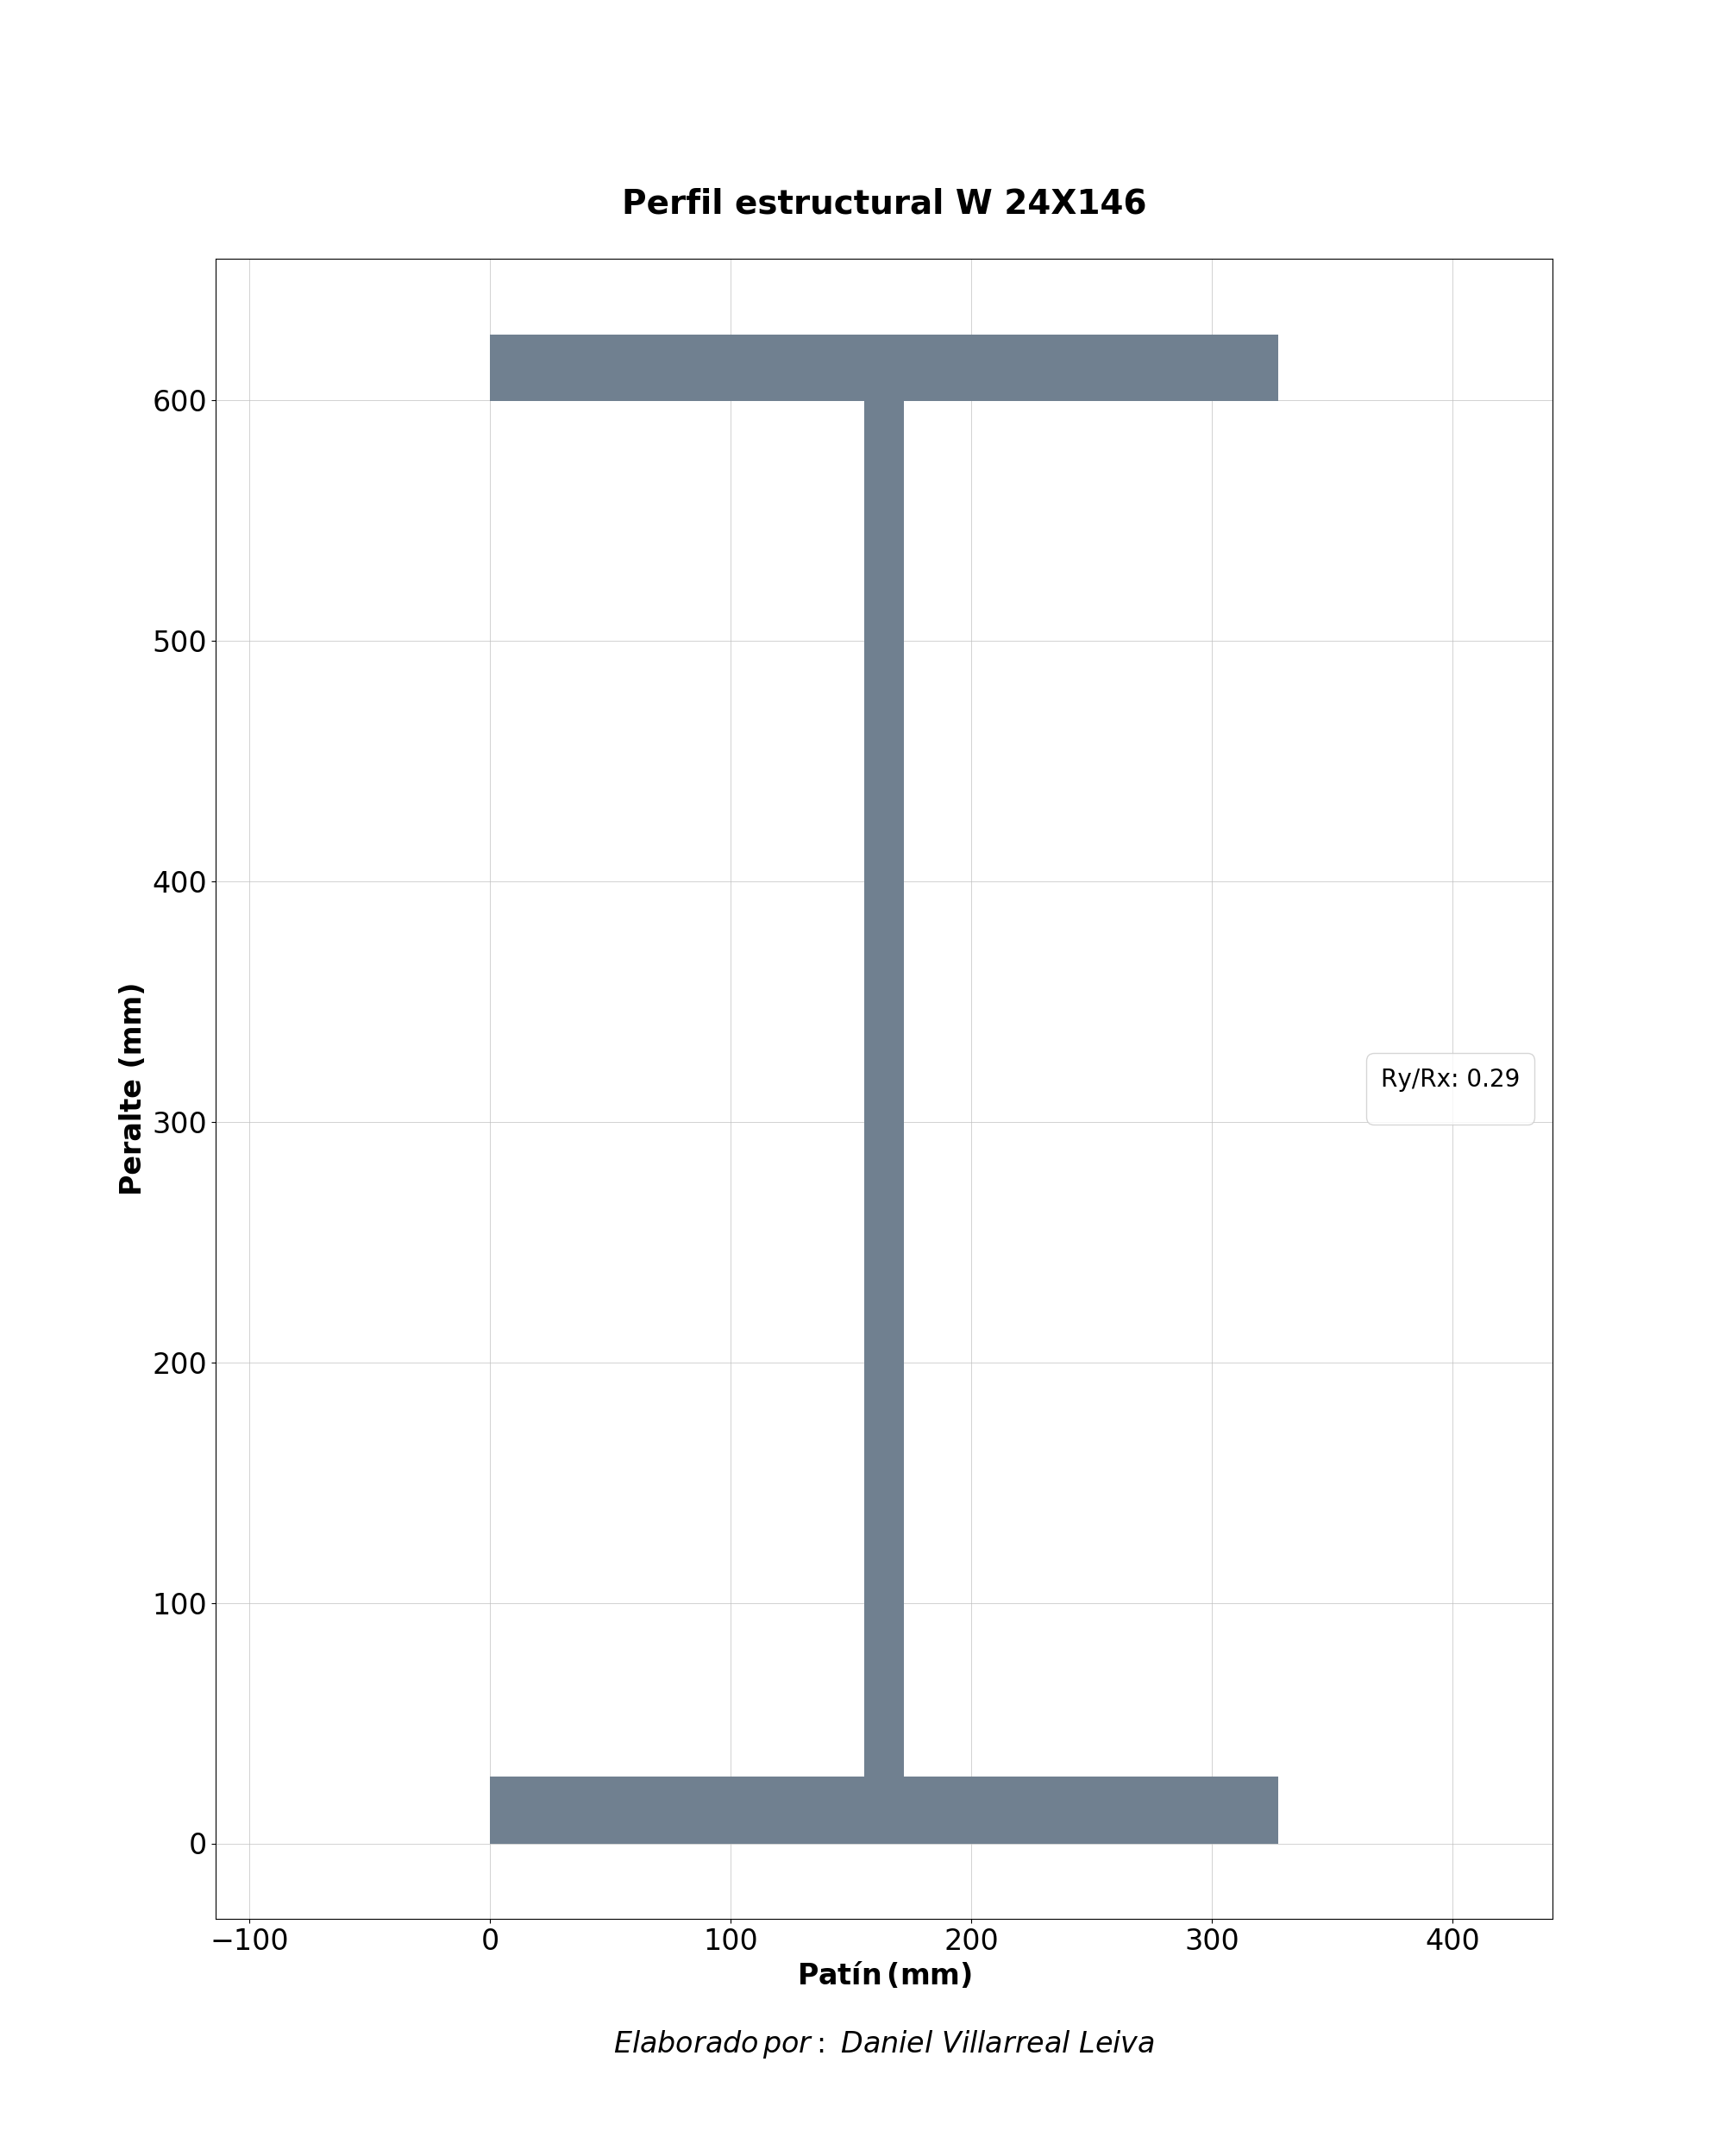 Perfil estructural W 24X146
600
500
400
300
200
100
0
Peralte (mm)
Ry/Rx: 0.29
−100 0 100 200 300 400
Patín (mm)
Elaborado por: Daniel Villarreal Leiva